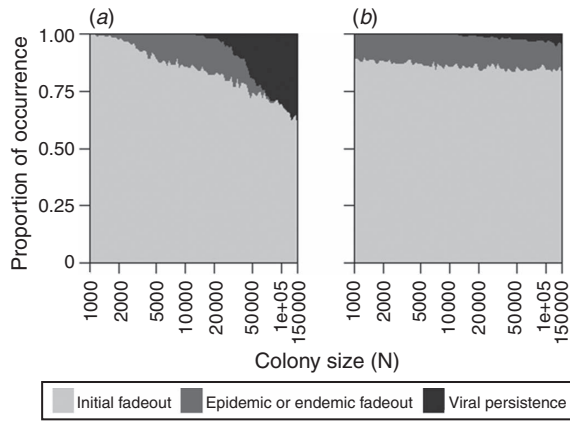 (a)
(b)
Proportion of occurrence
1.00
0.75
0.50
0.25
0
1000
2000
5000
10000
20000
50000
1e+05
150000
1000
2000
5000
10000
20000
50000
1e+05
150000
Colony size (N)
Initial fadeout
Epidemic or endemic fadeout
Viral persistence